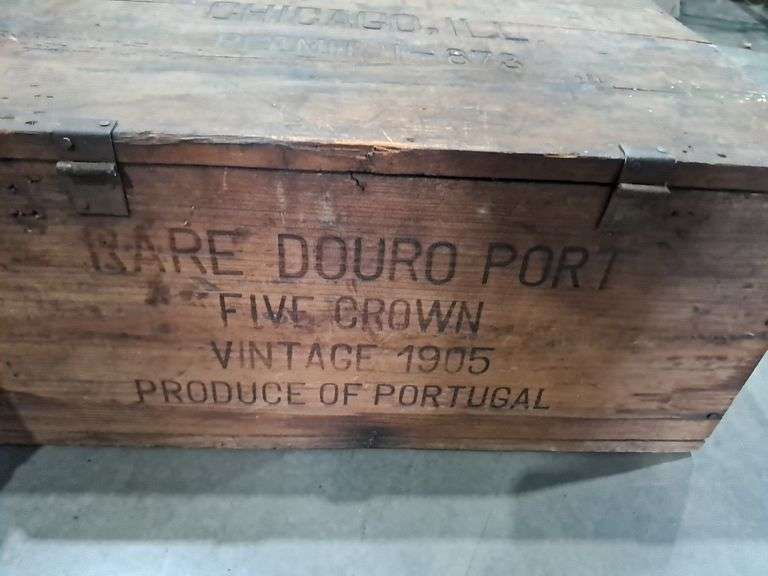 CHICAGO, ILL.
RARE DOURO PORT
FIVE CROWN
VINTAGE 1905
PRODUCE OF PORTUGAL